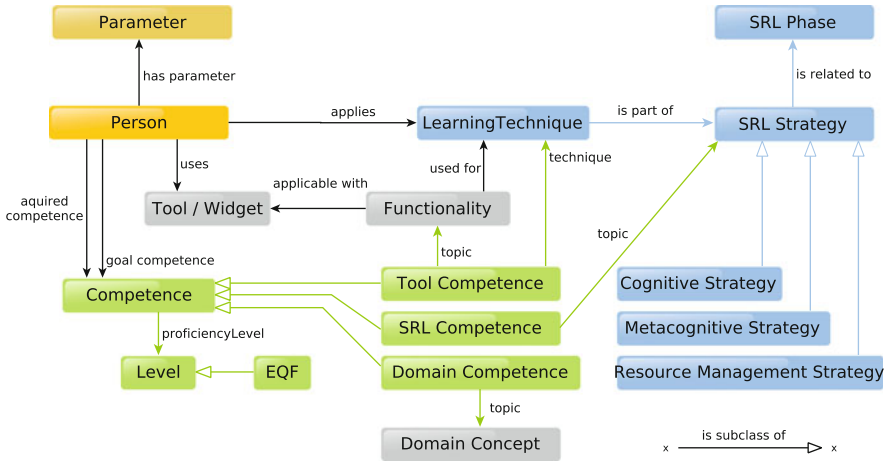 Parameter
SRL Phase
has parameter
is related to
Person
applies
LearningTechnique
is part of
SRL Strategy
uses
used for
technique
aquired
competence
applicable with
Tool / Widget
Functionality
topic
goal competence
topic
Competence
Tool Competence
Cognitive Strategy
proficiencyLevel
SRL Competence
Metacognitive Strategy
Level
EQF
Domain Competence
Resource Management Strategy
topic
Domain Concept
is subclass of
x
x